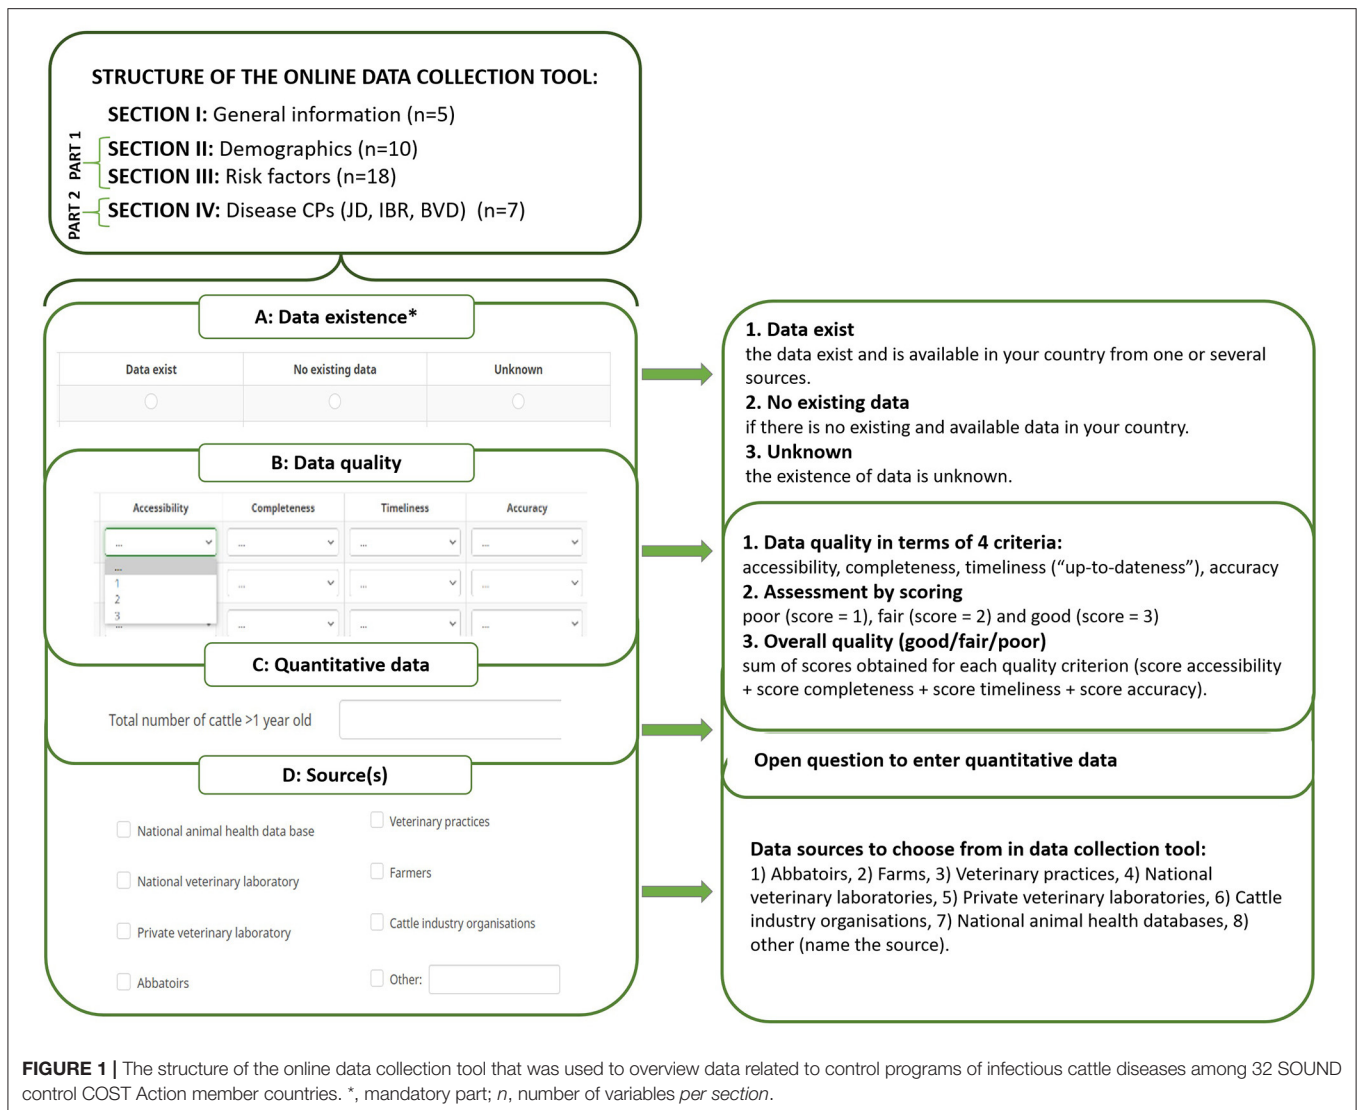 STRUCTURE OF THE ONLINE DATA COLLECTION TOOL:
SECTION I: General information (n=5)
PART 1
SECTION II: Demographics (n=10)
SECTION III: Risk factors (n=18)
PART 2
SECTION IV: Disease CPs (JD, IBR, BVD) (n=7)
A: Data existence*
Data exist
No existing data
Unknown
1. Data exist
the data exist and is available in your country from one or several
sources.
2. No existing data
if there is no existing and available data in your country.
3. Unknown
the existence of data is unknown.
B: Data quality
Accessibility
Completeness
Timeliness
Accuracy
...
...
...
...
...
1
2
3
...
...
...
...
...
...
...
1. Data quality in terms of 4 criteria:
accessibility, completeness, timeliness (“up-to-dateness”), accuracy
2. Assessment by scoring
poor (score = 1), fair (score = 2) and good (score = 3)
3. Overall quality (good/fair/poor)
sum of scores obtained for each quality criterion (score accessibility
+ score completeness + score timeliness + score accuracy).
C: Quantitative data
Total number of cattle >1 year old
Open question to enter quantitative data
D: Source(s)
National animal health data base
Veterinary practices
National veterinary laboratory
Farmers
Private veterinary laboratory
Cattle industry organisations
Abbatoirs
Other:
Data sources to choose from in data collection tool:
1) Abbatoirs, 2) Farms, 3) Veterinary practices, 4) National
veterinary laboratories, 5) Private veterinary laboratories, 6) Cattle
industry organisations, 7) National animal health databases, 8)
other (name the source).
FIGURE 1 | The structure of the online data collection tool that was used to overview data related to control programs of infectious cattle diseases among 32 SOUND
control COST Action member countries. *, mandatory part; n, number of variables per section.